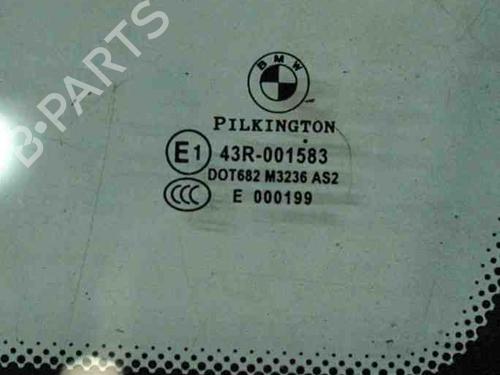 B-PARTS
BMW
PILKINGTON
E1 43R-001583
DOT682 M3236 AS2
CCC E 000199